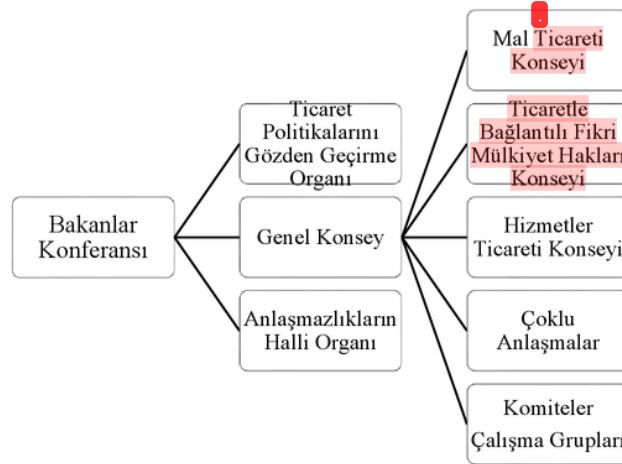 Bakanlar
Konferansı
Ticaret
Politikalarını
Gözden Geçirme
Organı
Genel Konsey
Anlaşmazlıkların
Halli Organı
Mal Ticareti
Konseyi
Ticaretle
Bağlantılı Fikri
Mülkiyet Hakları
Konseyi
Hizmetler
Ticareti Konseyi
Çoklu
Anlaşmalar
Komiteler
Çalışma Grupları